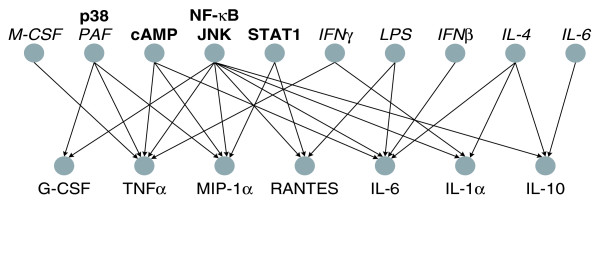 p38 NF-κB
M-CSF PAF cAMP JNK STAT1 IFNγ LPS IFNβ IL-4 IL-6
G-CSF TNFα MIP-1α RANTES IL-6 IL-1α IL-10